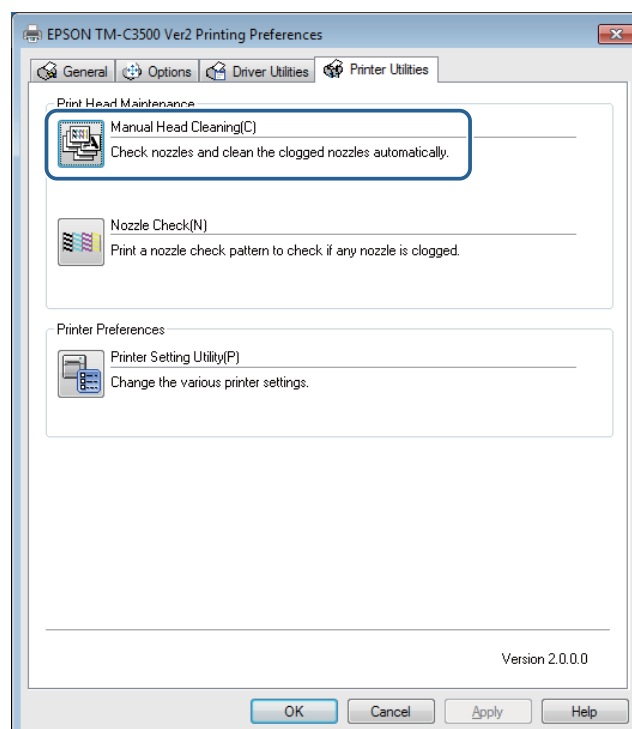 EPSON TM-C3500 Ver2 Printing Preferences
General Options Driver Utilities Printer Utilities
Print Head Maintenance
Manual Head Cleaning(C)
Check nozzles and clean the clogged nozzles automatically.
Nozzle Check(N)
Print a nozzle check pattern to check if any nozzle is clogged.
Printer Preferences
Printer Setting Utility(P)
Change the various printer settings.
Version 2.0.0.0
OK Cancel Apply Help